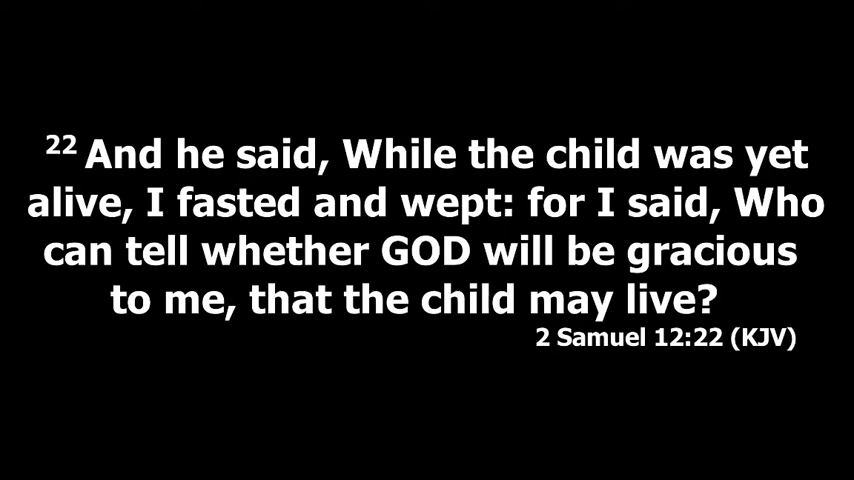 22 And he said, While the child was yet
alive, I fasted and wept: for I said, Who
can tell whether GOD will be gracious
to me, that the child may live?
2 Samuel 12:22 (KJV)